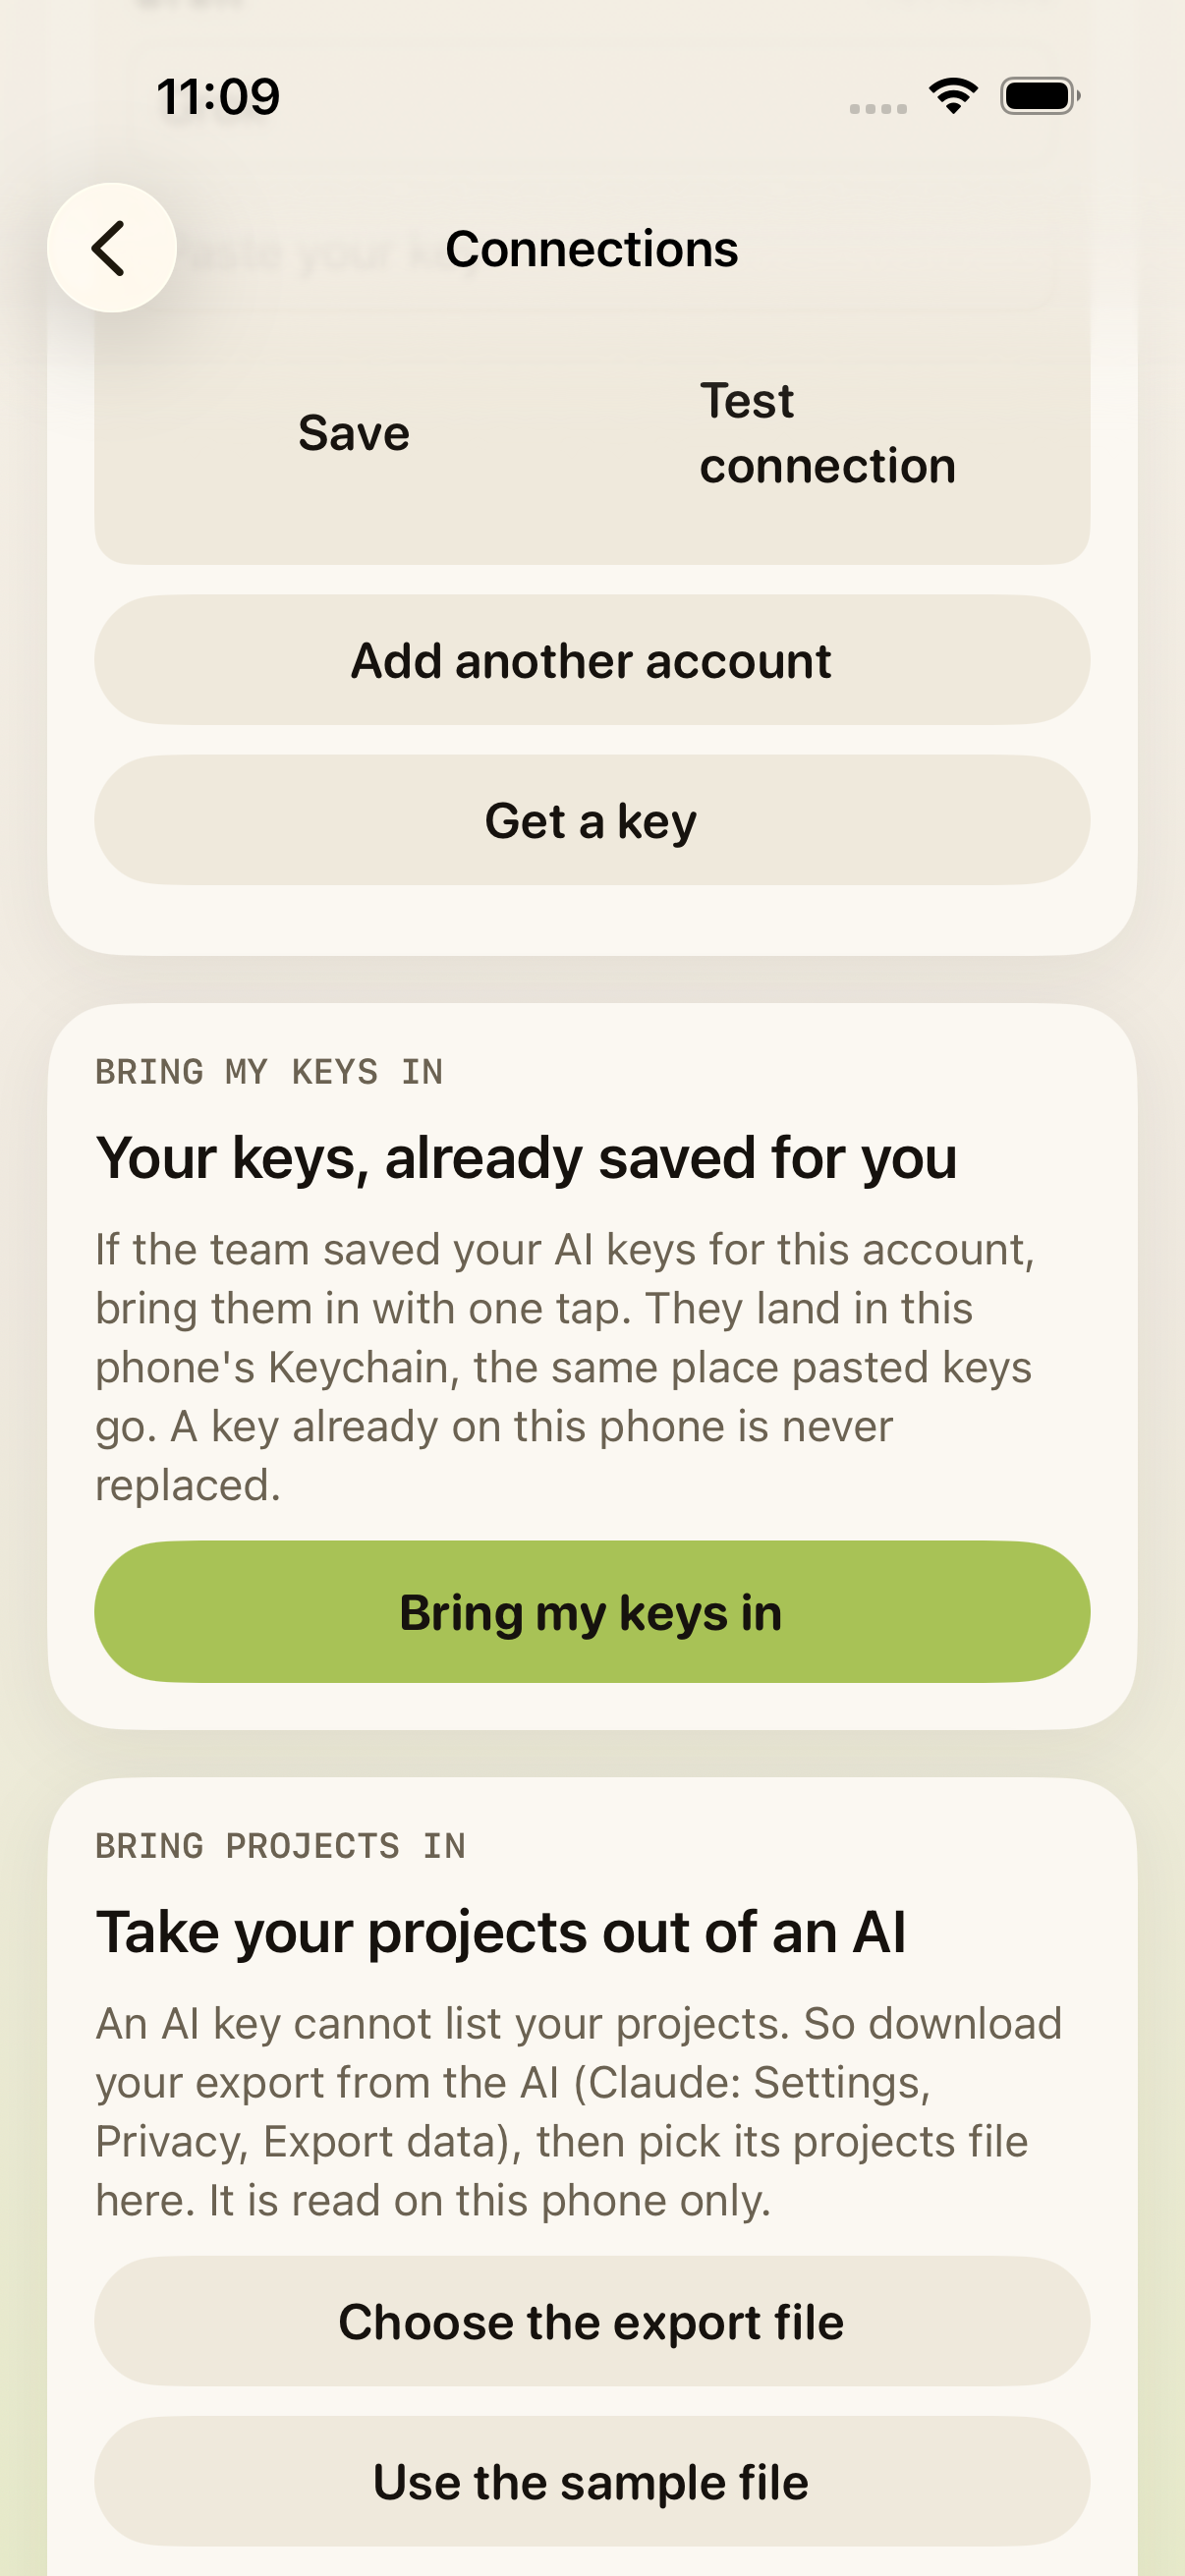 11:09
Connections
Save
Test
connection
Add another account
Get a key
BRING MY KEYS IN
Your keys, already saved for you
If the team saved your AI keys for this account,
bring them in with one tap. They land in this
phone's Keychain, the same place pasted keys
go. A key already on this phone is never
replaced.
Bring my keys in
BRING PROJECTS IN
Take your projects out of an AI
An AI key cannot list your projects. So download
your export from the AI (Claude: Settings,
Privacy, Export data), then pick its projects file
here. It is read on this phone only.
Choose the export file
Use the sample file